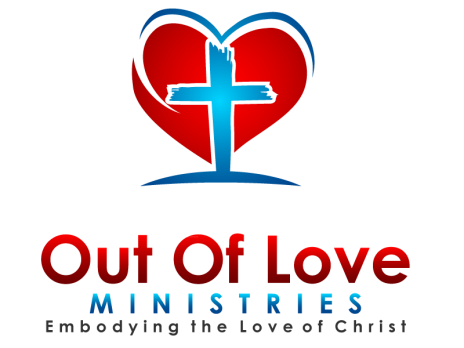 Out Of Love
MINISTRIES
Embodying the Love of Christ